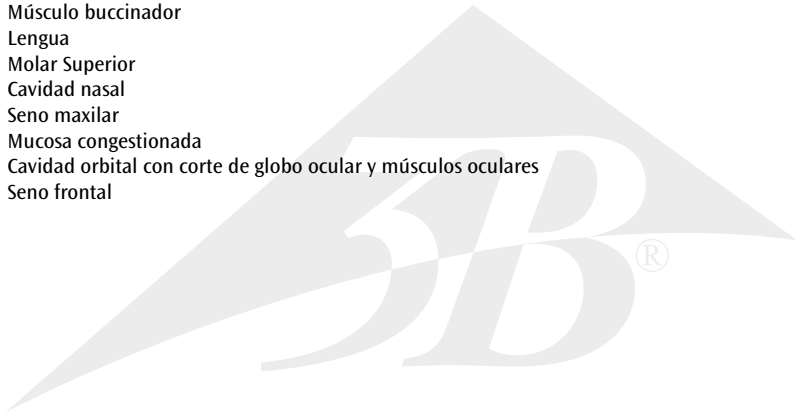 Músculo buccinador
Lengua
Molar Superior
Cavidad nasal
Seno maxilar
Mucosa congestionada
Cavidad orbital con corte de globo ocular y músculos oculares
Seno frontal
3B®